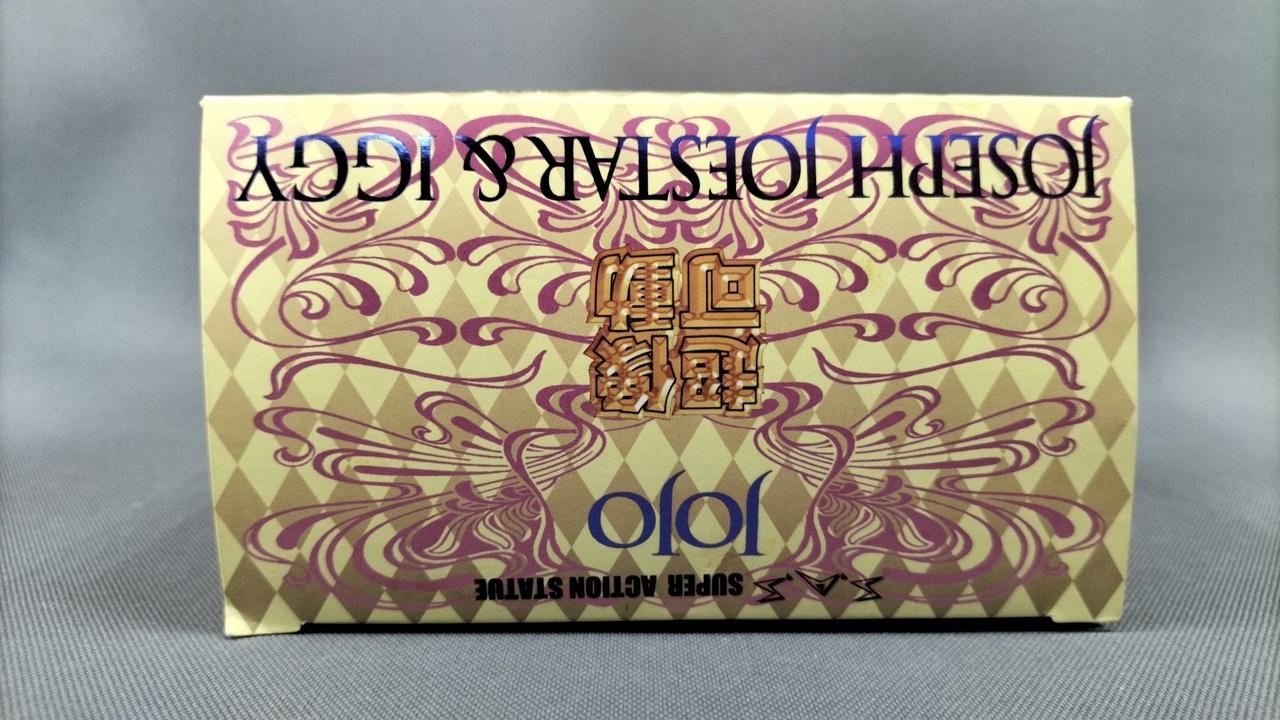 S.A.S SUPER ACTION STATUE
JOJO
超像
可動
JOSEPH JOESTAR & IGGY